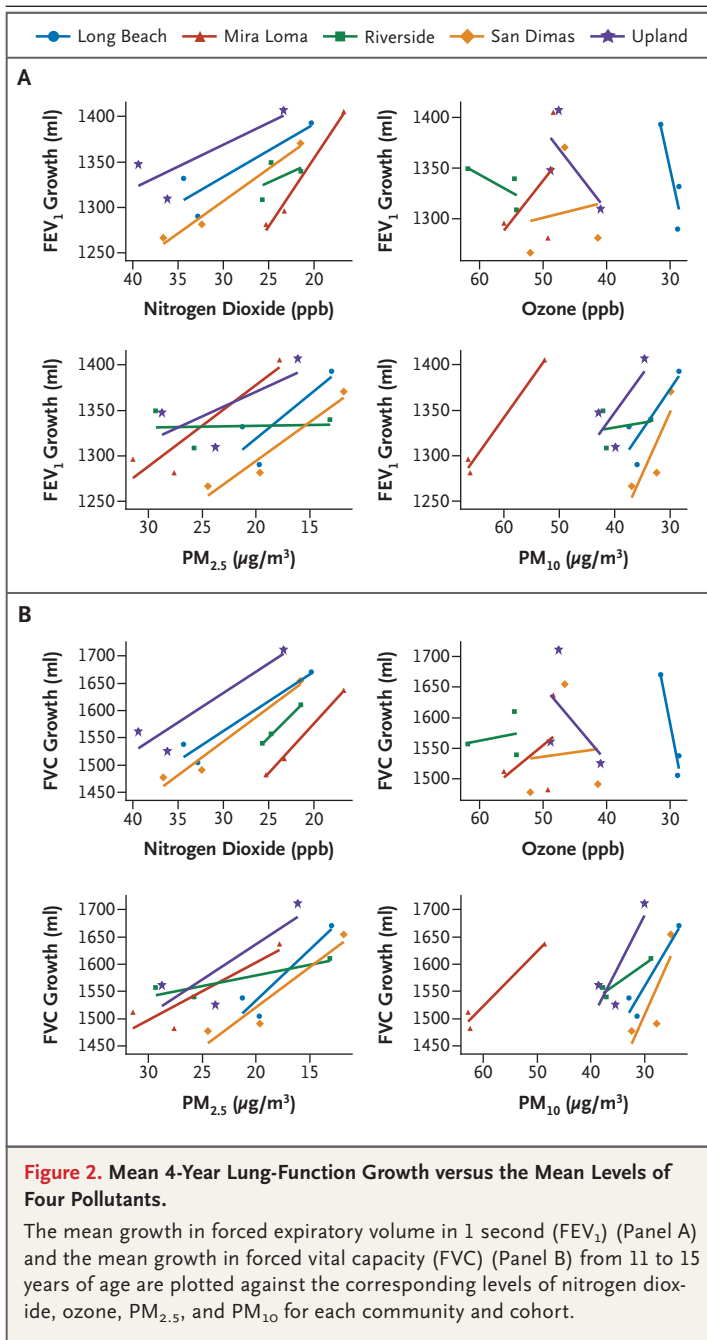 Long Beach Mira Loma Riverside San Dimas Upland
A
FEV₁ Growth (ml)
1400
1350
1300
1250
40 35 30 25 20
Nitrogen Dioxide (ppb)
FEV₁ Growth (ml)
1400
1350
1300
60 50 40 30
Ozone (ppb)
FEV₁ Growth (ml)
1400
1350
1300
1250
30 25 20 15
PM₂.₅ (µg/m³)
FEV₁ Growth (ml)
1400
1350
1300
1250
60 50 40 30
PM₁₀ (µg/m³)
B
FVC Growth (ml)
1700
1650
1600
1550
1500
1450
40 35 30 25 20
Nitrogen Dioxide (ppb)
FVC Growth (ml)
1700
1650
1600
1550
1500
60 50 40 30
Ozone (ppb)
FVC Growth (ml)
1700
1650
1600
1550
1500
1450
30 25 20 15
PM₂.₅ (µg/m³)
FVC Growth (ml)
1700
1650
1600
1550
1500
1450
60 50 40 30
PM₁₀ (µg/m³)
Figure 2. Mean 4-Year Lung-Function Growth versus the Mean Levels of
Four Pollutants.
The mean growth in forced expiratory volume in 1 second (FEV₁) (Panel A)
and the mean growth in forced vital capacity (FVC) (Panel B) from 11 to 15
years of age are plotted against the corresponding levels of nitrogen diox-
ide, ozone, PM₂.₅, and PM₁₀ for each community and cohort.